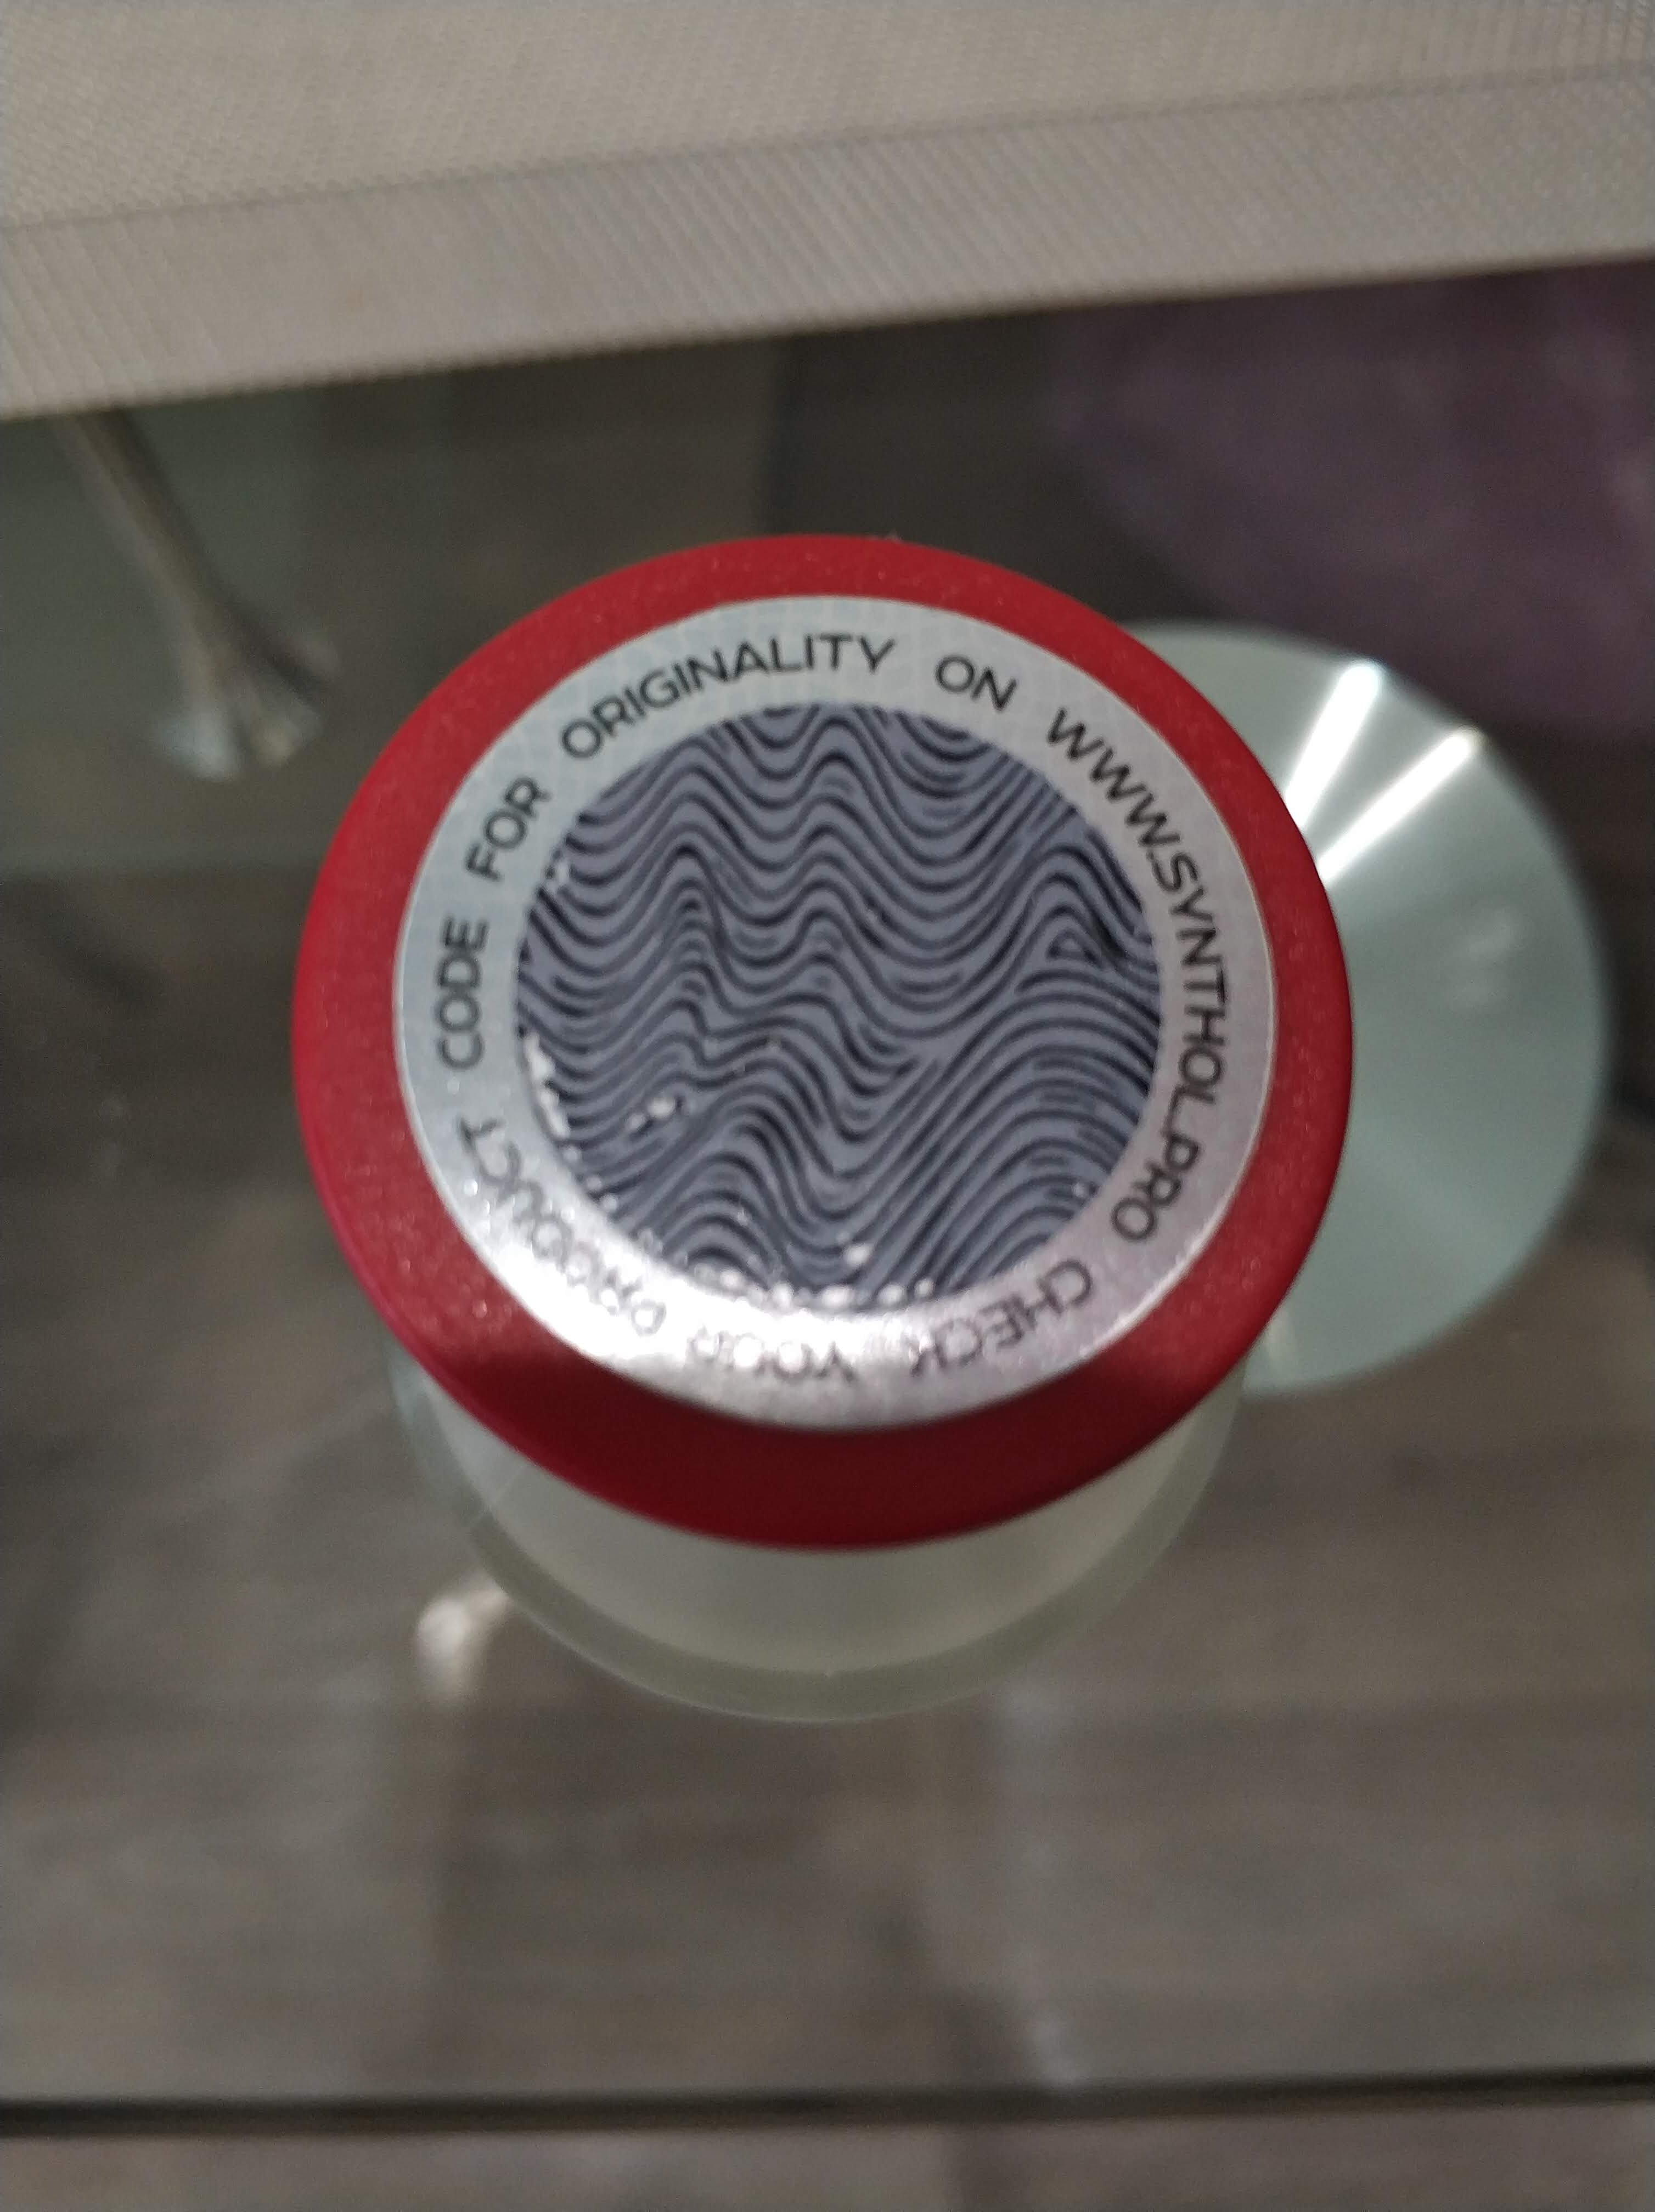 CHECK YOUR PRODUCT CODE FOR ORIGINALITY ON WWW.SYNTHOL.PRO